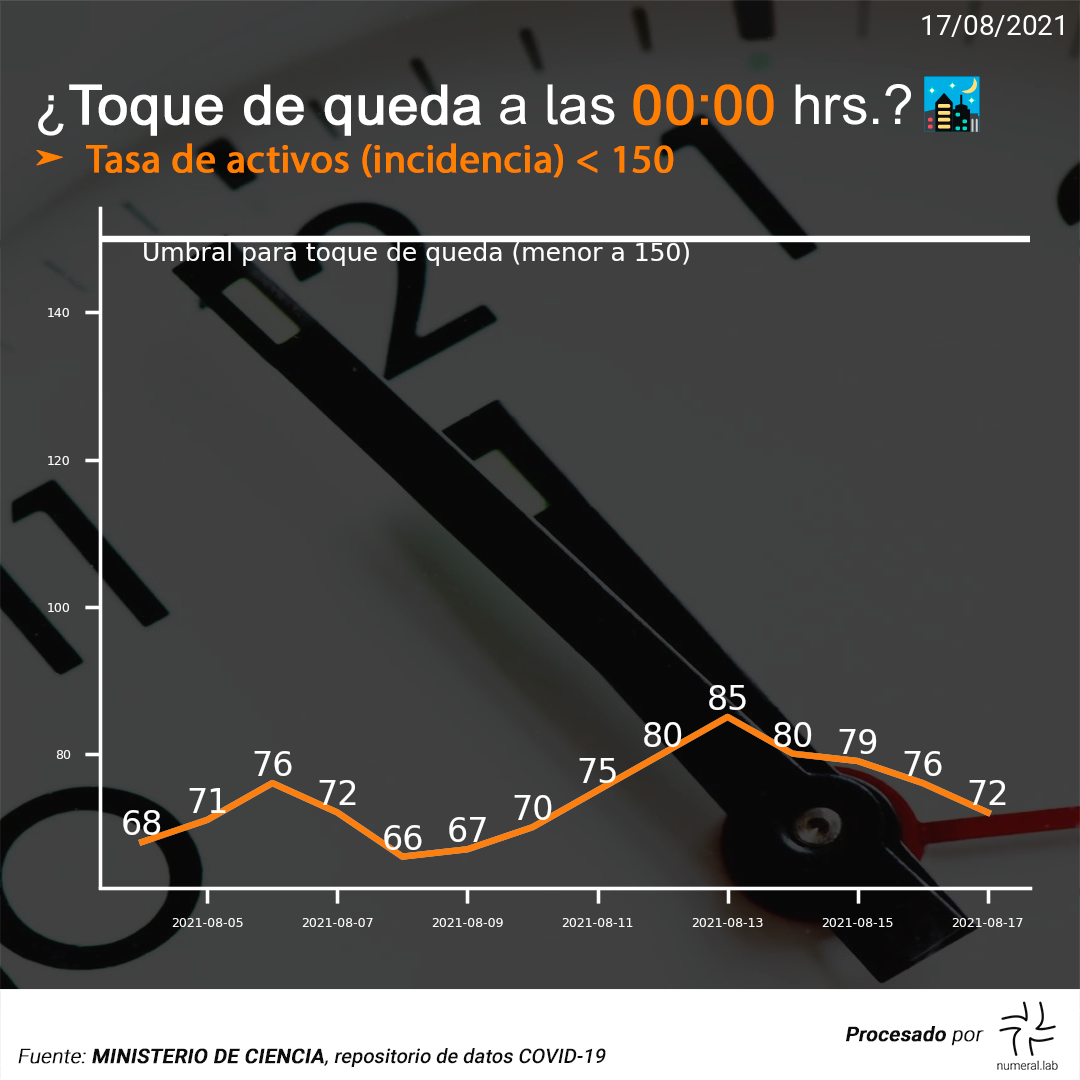 17/08/2021
¿Toque de queda a las 00:00 hrs.?
➤ Tasa de activos (incidencia) < 150
Umbral para toque de queda (menor a 150)
140
120
100
80
68 71 76 72 66 67 70 75 80 85 80 79 76 72
2021-08-05 2021-08-07 2021-08-09 2021-08-11 2021-08-13 2021-08-15 2021-08-17
12
1
11
Fuente: MINISTERIO DE CIENCIA, repositorio de datos COVID-19
Procesado por
numeral.lab